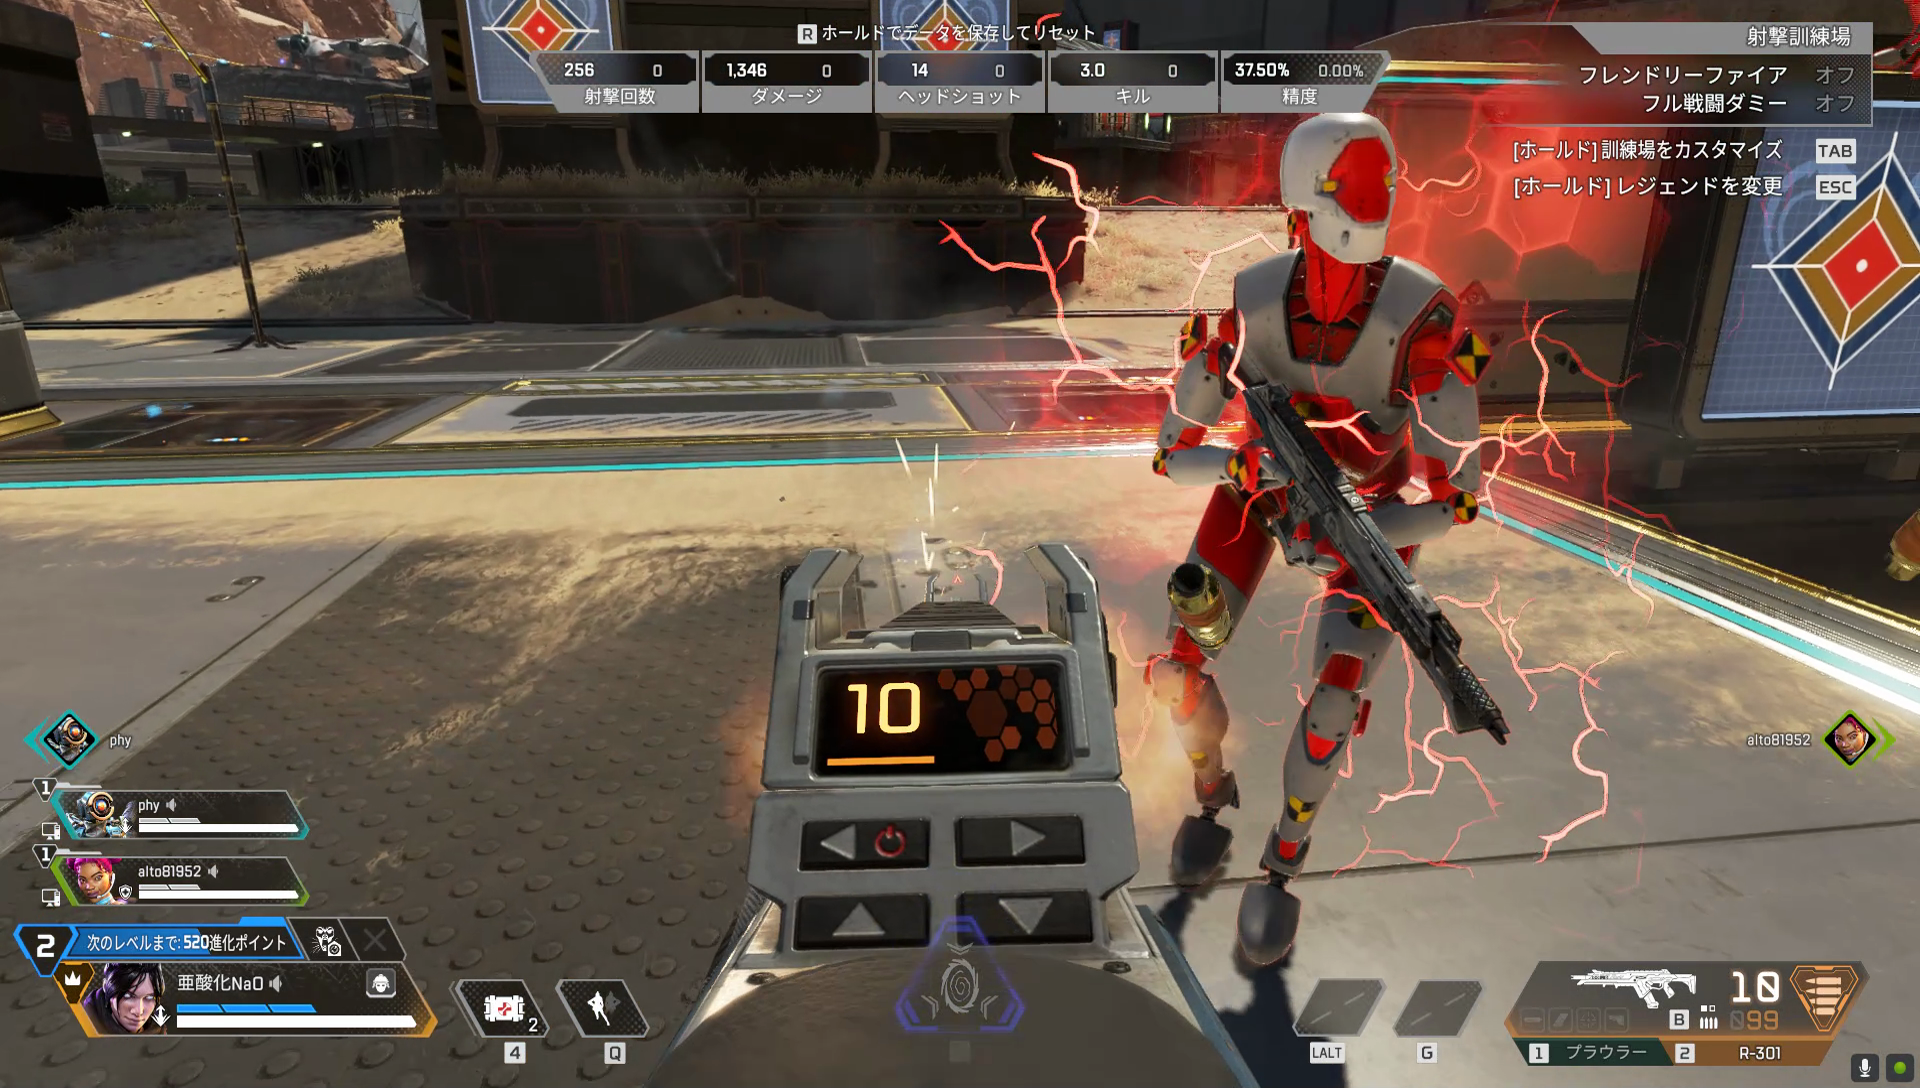 R ホールドでデータを保存してリセット
256 0 1,346 0 14 0 3.0 0 37.50% 0.00%
射撃回数 ダメージ ヘッドショット キル 精度
射撃訓練場
フレンドリーファイア オフ
フル戦闘ダミー オフ
[ホールド]訓練場をカスタマイズ TAB
[ホールド]レジェンドを変更 ESC
10
phy
alto81952
1
phy
1
alto81952
2 次のレベルまで:520進化ポイント
亜酸化NaO
2
4 Q
LALT G
10
B 099
1 プラウラー 2 R-301